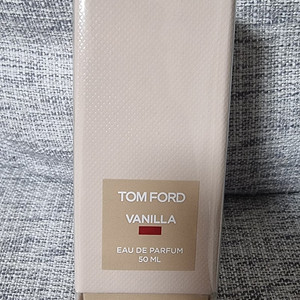 TOM FORD
VANILLA
EAU DE PARFUM
50 ML